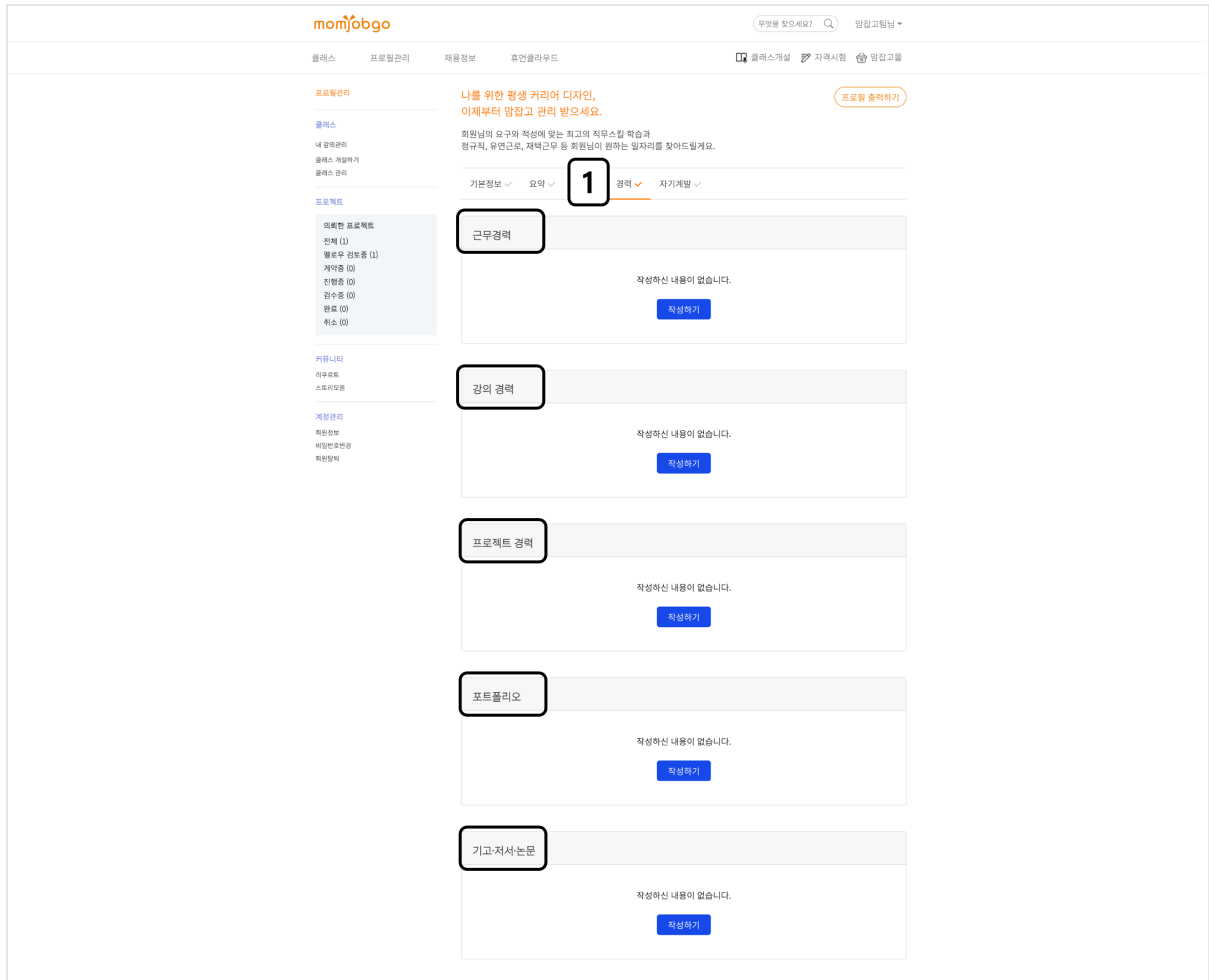 momjobgo
무엇을 찾으세요?
맘잡고팀님
클래스 프로필관리 채용정보 휴먼클라우드
클래스개설 자격시험 맘잡고몰
프로필관리
클래스
내 강의관리
클래스 개설하기
클래스 관리
프로젝트
의뢰한 프로젝트
전체 (1)
멜로우 검토중 (1)
계약중 (0)
진행중 (0)
검수중 (0)
완료 (0)
취소 (0)
커뮤니티
리쿠르트
스토리모음
계정관리
회원정보
비밀번호변경
회원탈퇴
나를 위한 평생 커리어 디자인,
이제부터 맘잡고 관리 받으세요.
프로필 출력하기
회원님의 요구와 적성에 맞는 최고의 직무스킬 학습과
정규직, 유연근로, 재택근무 등 회원님이 원하는 일자리를 찾아드릴게요.
기본정보 요약 1 경력 자기계발
근무경력
작성하신 내용이 없습니다.
작성하기
강의 경력
작성하신 내용이 없습니다.
작성하기
프로젝트 경력
작성하신 내용이 없습니다.
작성하기
포트폴리오
작성하신 내용이 없습니다.
작성하기
기고·저서·논문
작성하신 내용이 없습니다.
작성하기